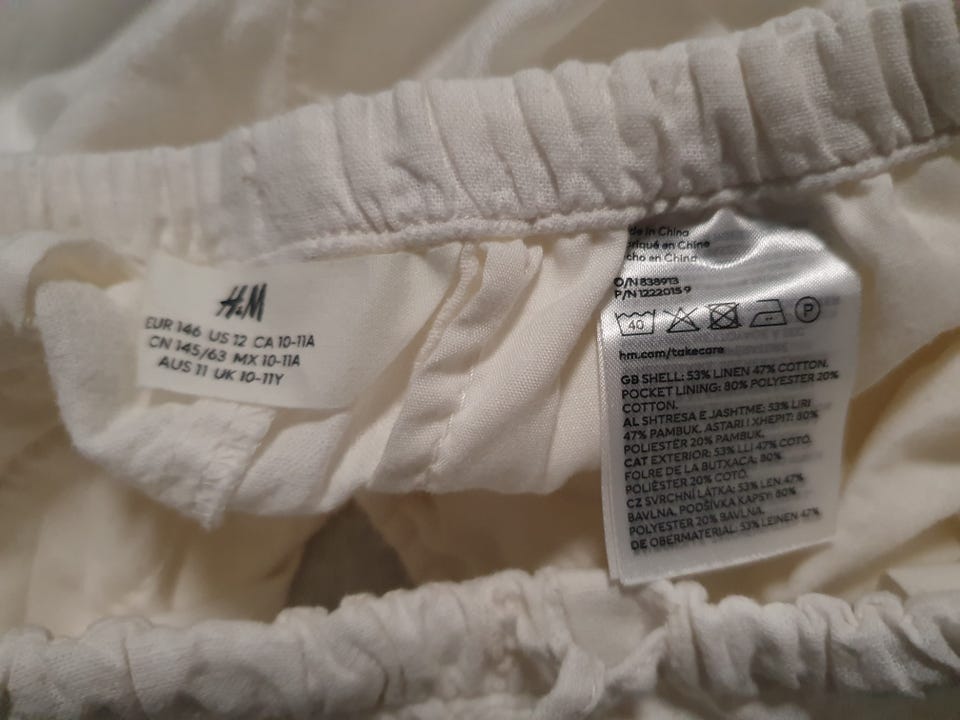 H&M
EUR 146 US 12 CA 10-11A
CN 145/63 MX 10-11A
AUS 11 UK 10-11Y
de in China
riqué en Chine
cho en China
O/N 838913
P/N 1222015 9
40
P
hm.com/takecare
GB SHELL: 53% LINEN 47% COTTON.
POCKET LINING: 80% POLYESTER 20%
COTTON.
AL SHTRESA E JASHTME: 53% LIRI
47% PAMBUK. ASTARI I XHEPIT: 80%
POLIESTËR 20% PAMBUK.
CAT EXTERIOR: 53% LLI 47% COTÓ.
FOLRE DE LA BUTXACA: 80%
POLIÈSTER 20% COTÓ.
CZ SVRCHNÍ LÁTKA: 53% LEN 47%
BAVLNA. PODŠÍVKA KAPSY: 80%
POLYESTER 20% BAVLNA.
DE OBERMATERIAL: 53% LEINEN 47%